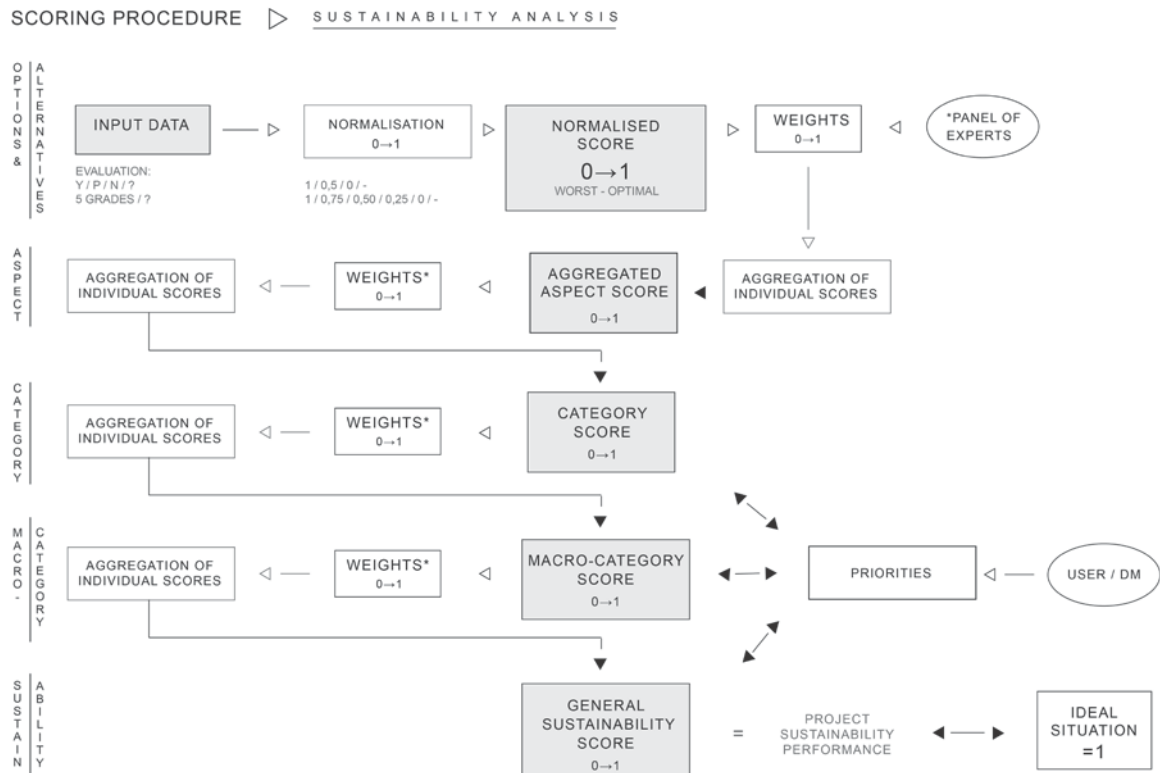 SCORING PROCEDURE ▷ SUSTAINABILITY ANALYSIS
OPTIONS &
ALTERNATIVES
INPUT DATA
EVALUATION:
Y / P / N / ?
5 GRADES / ?
NORMALISATION
0→1
1 / 0,5 / 0 / -
1 / 0,75 / 0,50 / 0,25 / 0 / -
NORMALISED
SCORE
0→1
WORST - OPTIMAL
WEIGHTS
0→1
*PANEL OF
EXPERTS
ASPECT
AGGREGATION OF
INDIVIDUAL SCORES
WEIGHTS*
0→1
AGGREGATED
ASPECT SCORE
0→1
AGGREGATION OF
INDIVIDUAL SCORES
CATEGORY
AGGREGATION OF
INDIVIDUAL SCORES
WEIGHTS*
0→1
CATEGORY
SCORE
0→1
MACRO-
CATEGORY
AGGREGATION OF
INDIVIDUAL SCORES
WEIGHTS*
0→1
MACRO-CATEGORY
SCORE
0→1
PRIORITIES
USER / DM
SUSTAIN
ABILITY
GENERAL
SUSTAINABILITY
SCORE
0→1
=
PROJECT
SUSTAINABILITY
PERFORMANCE
IDEAL
SITUATION
=1